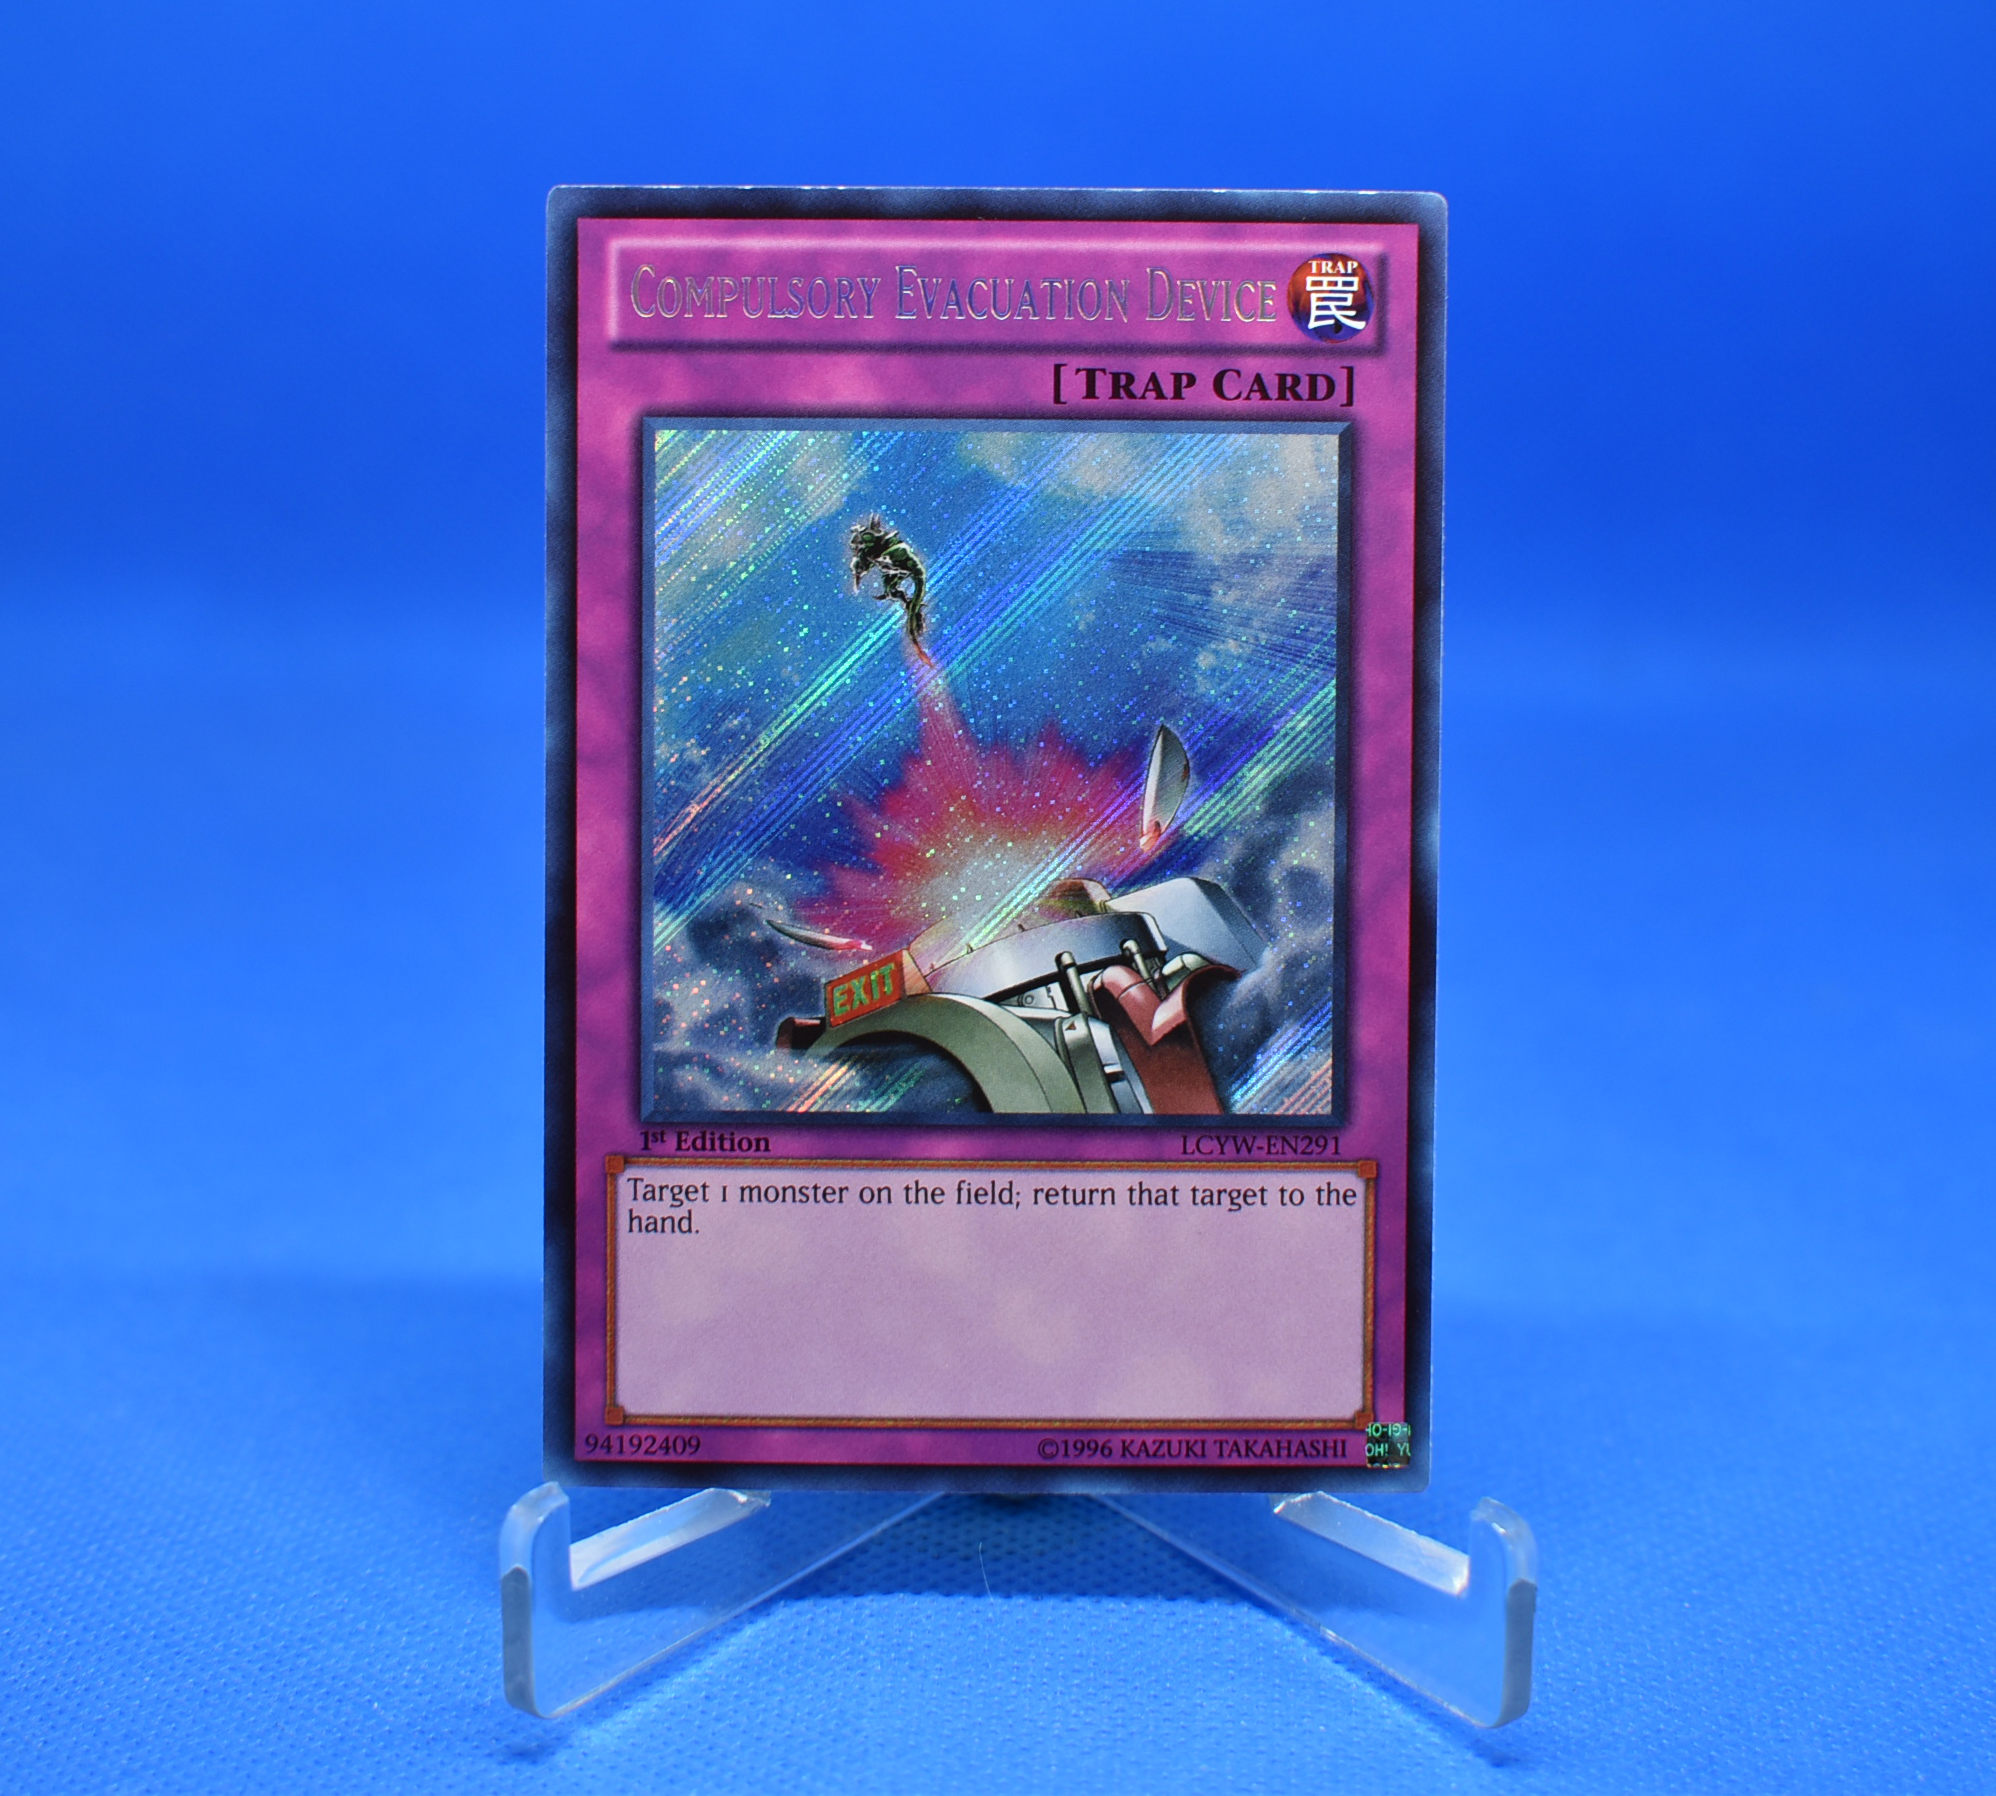 COMPULSORY EVACUATION DEVICE
TRAP
罠
[TRAP CARD]
EXIT
1st Edition
LCYW-EN291
Target 1 monster on the field; return that target to the
hand.
94192409
©1996 KAZUKI TAKAHASHI